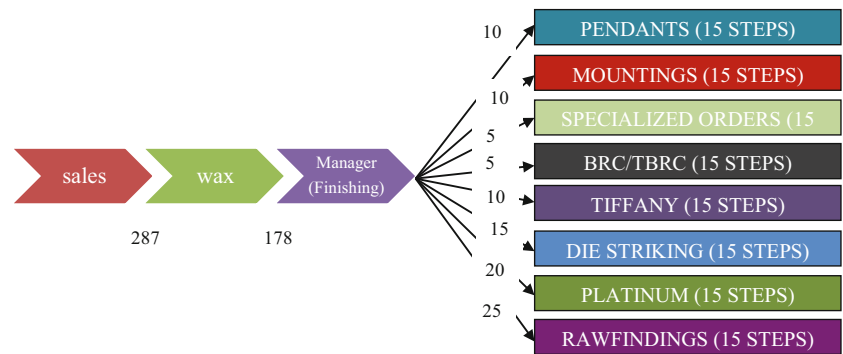 sales
wax
Manager
(Finishing)
287
178
10
10
5
5
10
15
20
25
PENDANTS (15 STEPS)
MOUNTINGS (15 STEPS)
SPECIALIZED ORDERS (15
BRC/TBRC (15 STEPS)
TIFFANY (15 STEPS)
DIE STRIKING (15 STEPS)
PLATINUM (15 STEPS)
RAWFINDINGS (15 STEPS)